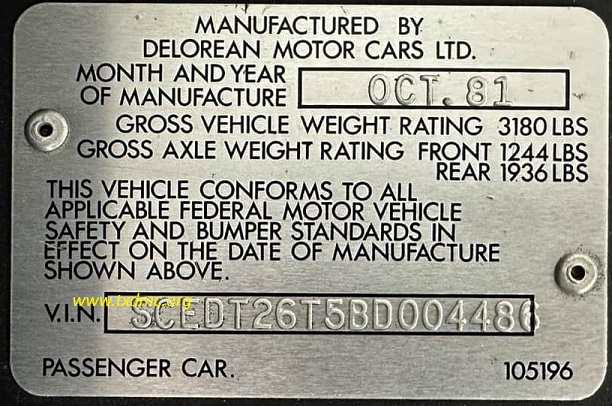 MANUFACTURED BY
DELOREAN MOTOR CARS LTD.
MONTH AND YEAR
OF MANUFACTURE OCT. 81
GROSS VEHICLE WEIGHT RATING 3180 LBS
GROSS AXLE WEIGHT RATING FRONT 1244 LBS
REAR 1936 LBS
THIS VEHICLE CONFORMS TO ALL
APPLICABLE FEDERAL MOTOR VEHICLE
SAFETY AND BUMPER STANDARDS IN
EFFECT ON THE DATE OF MANUFACTURE
SHOWN ABOVE.
www.txdmc.org
V.I.N. SCEDT26T5BD004486
PASSENGER CAR. 105196